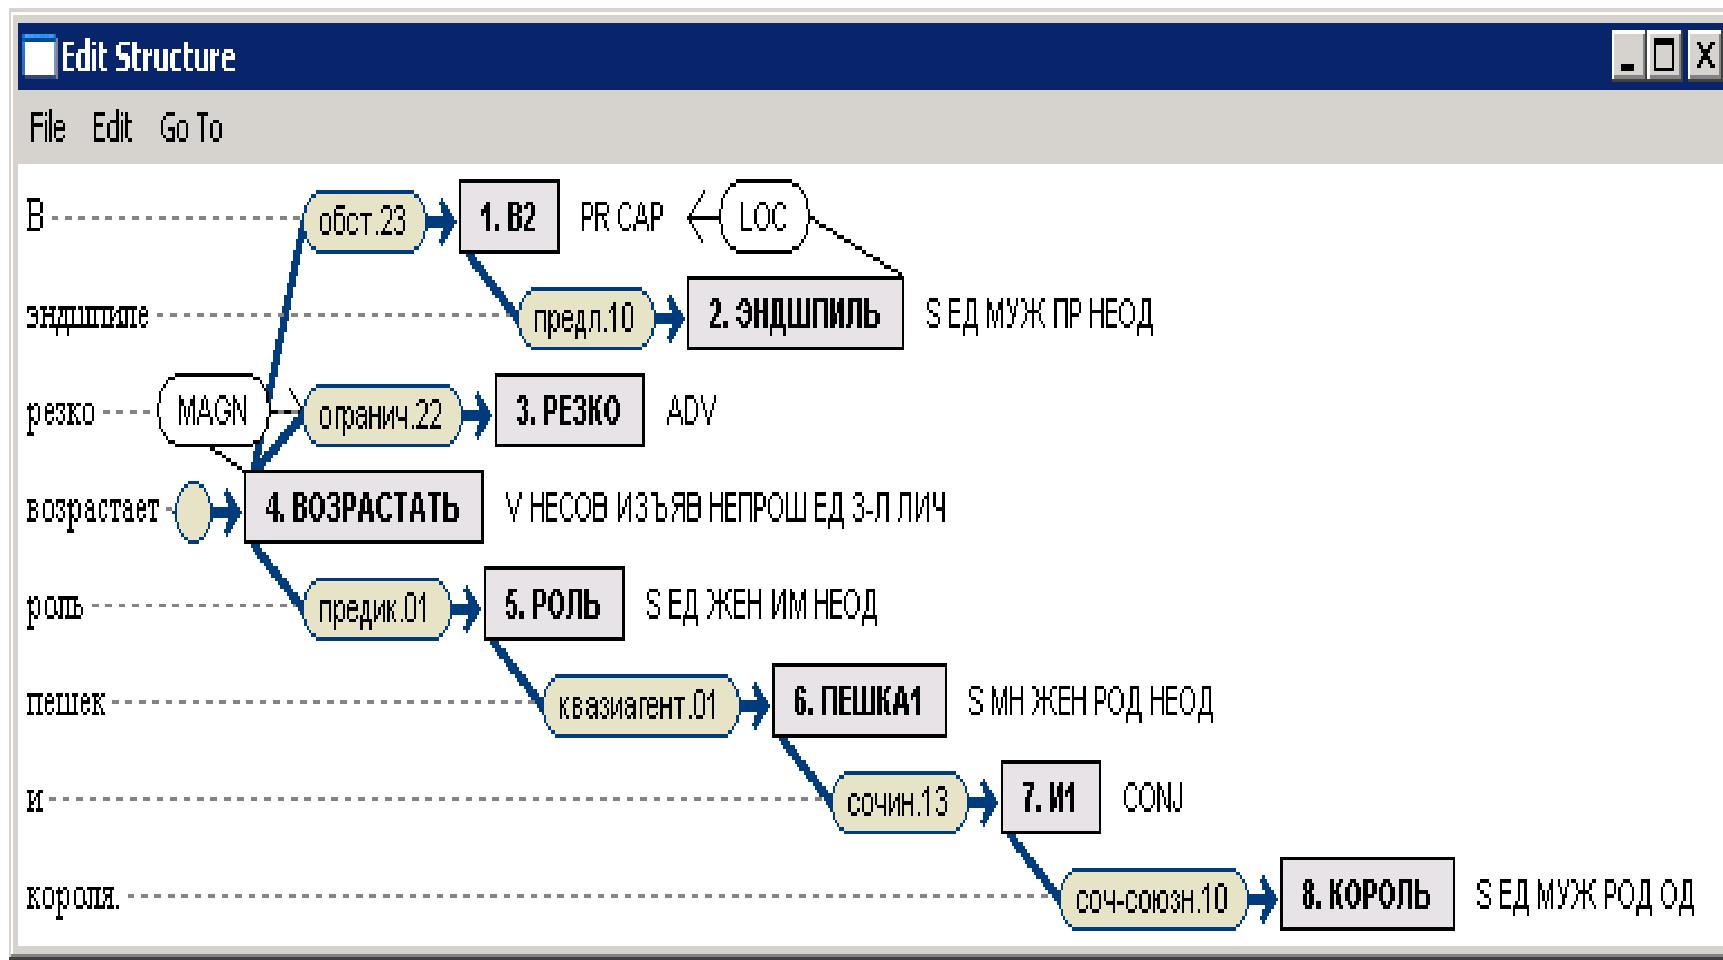 Edit Structure
File Edit Go To
В обст.23 1. В2 PR CAP LOC
эндшпиле предл.10 2. ЭНДШПИЛЬ S ЕД МУЖ ПР НЕОД
резко MAGN огранич.22 3. РЕЗКО ADV
возрастает 4. ВОЗРАСТАТЬ V НЕСОВ ИЗЪЯВ НЕПРОШ ЕД 3-Л ЛИЧ
роль предик.01 5. РОЛЬ S ЕД ЖЕН ИМ НЕОД
пешек квазиагент.01 6. ПЕШКА1 S МН ЖЕН РОД НЕОД
и сочин.13 7. И1 CONJ
короля. соч-союзн.10 8. КОРОЛЬ S ЕД МУЖ РОД ОД